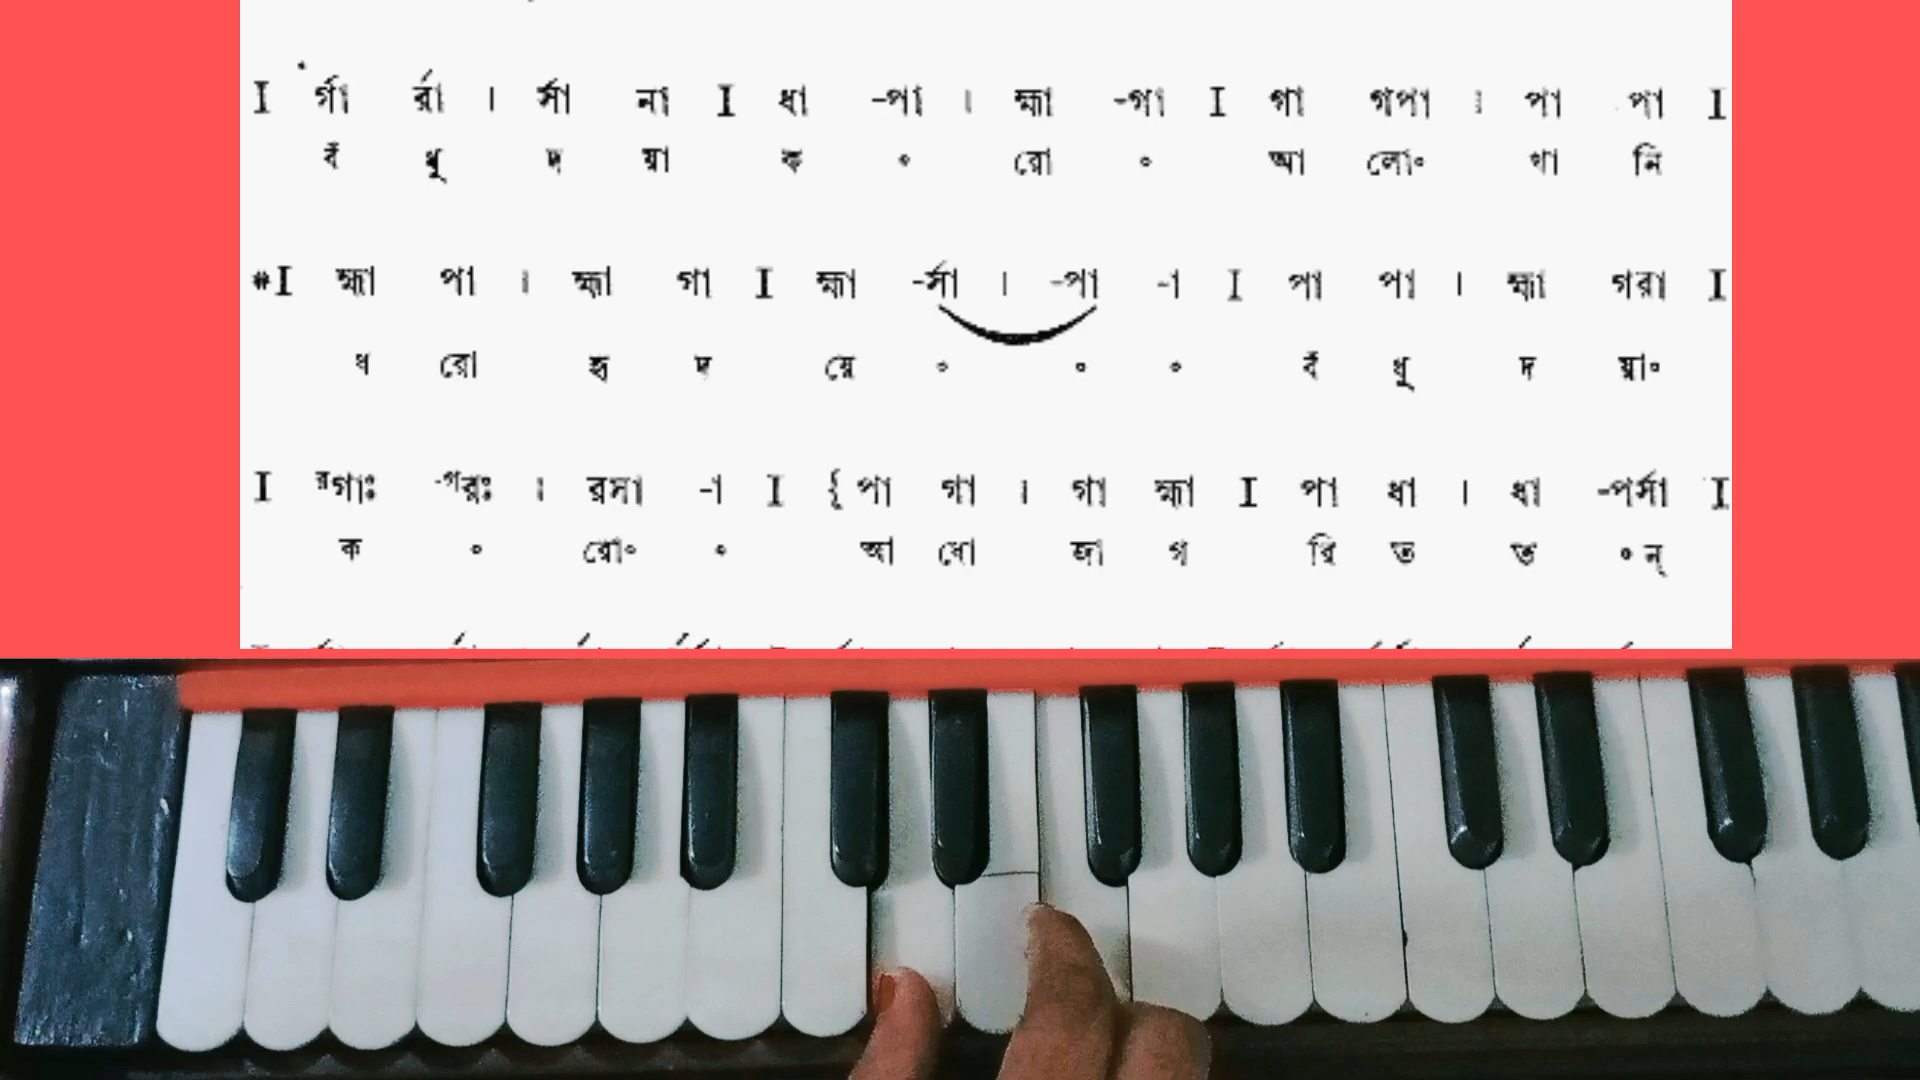 I র্গা র্রা । র্সা না I ধা -পা । হ্মা -গা I গা গপা । পা পা I
বঁ ধু দ য়া ক ॰ রো ॰ আ লো॰ খা নি
#I হ্মা পা । হ্মা গা I হ্মা -র্সা । -পা -া I পা পা । হ্মা গরা I
ধ রো হৃ দ য়ে ॰ ॰ ॰ বঁ ধু দ য়া॰
I রগাঃ -গরঃ । রসা -া I {পা গা । গা হ্মা I পা ধা । ধা -পর্সা I
ক ॰ রো॰ ॰ আ ধো জা গ রি ত ত ॰ন্